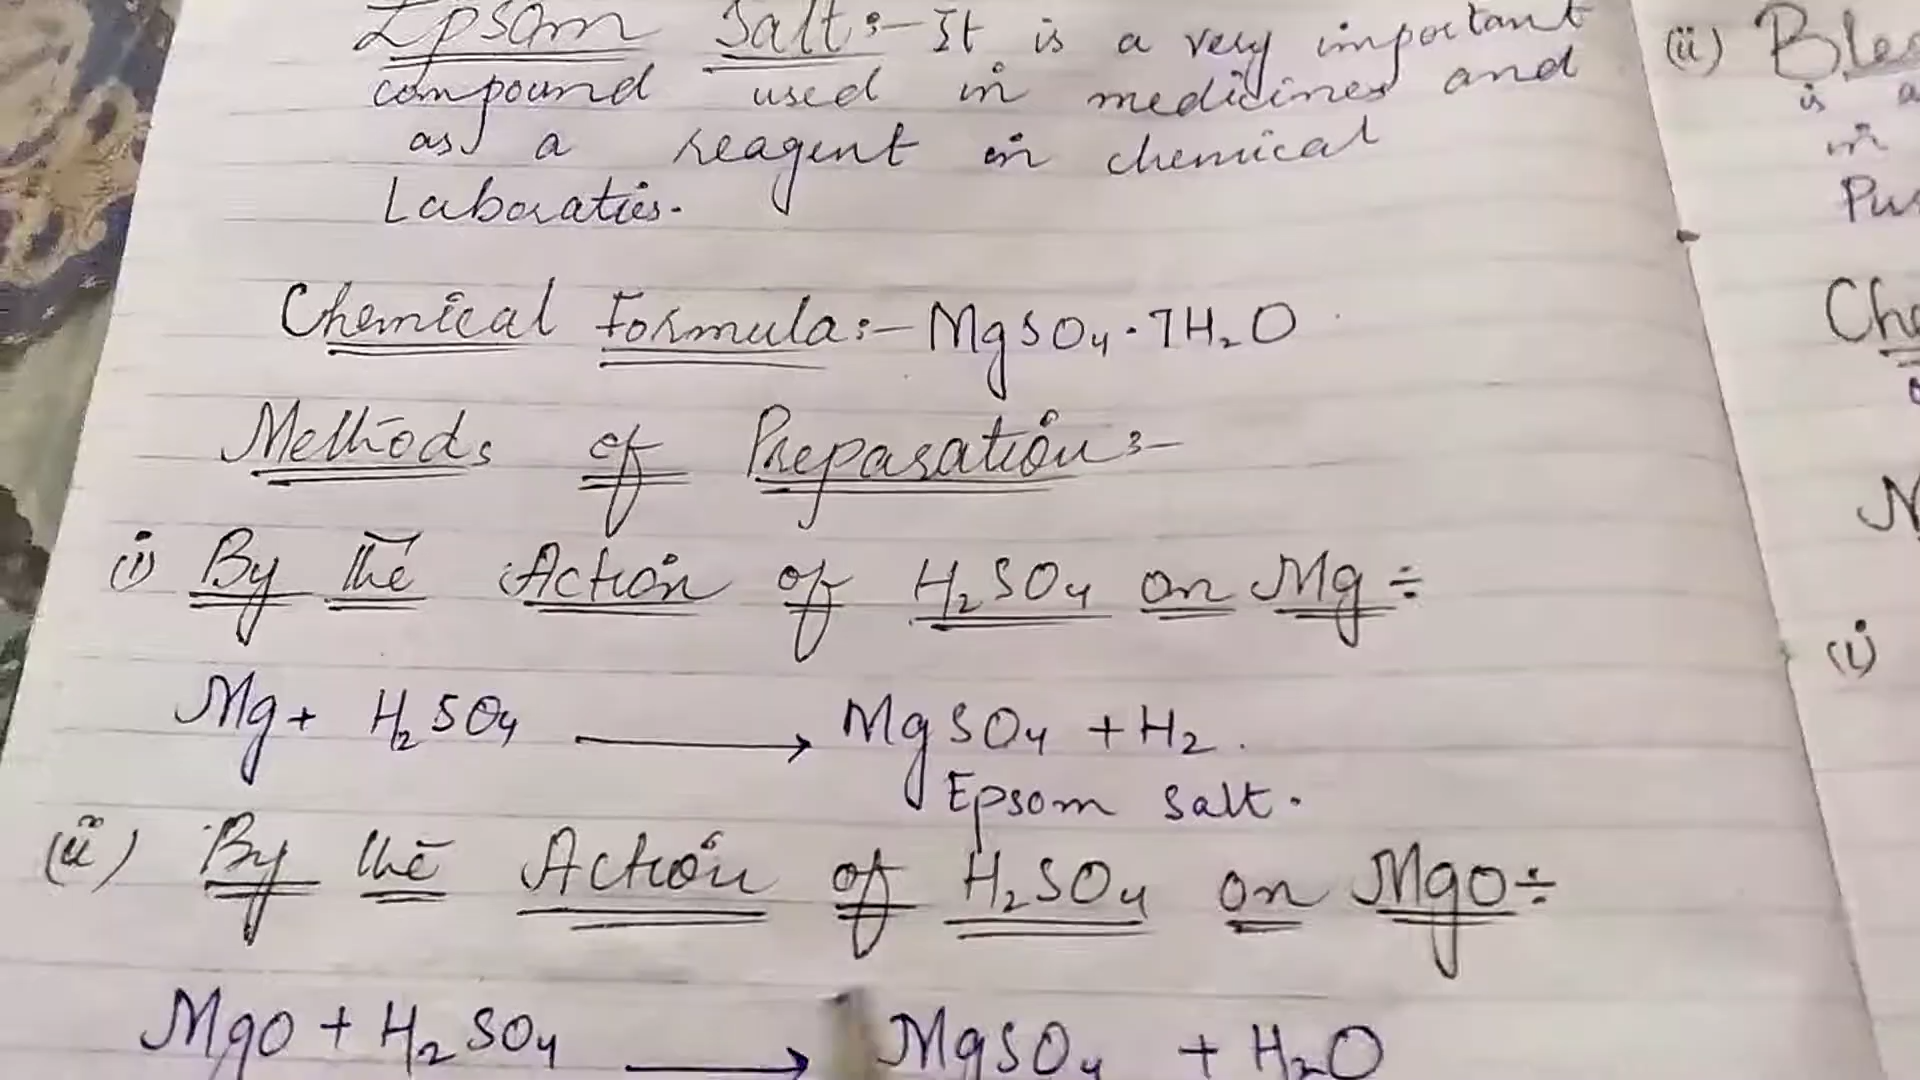 Epsom Salt:- It is a very important
compound used in medicines and
as a reagent in chemical
Laboraties.
Chemical Formula:- MgSO₄·7H₂O
Methods of Preparation:-
(i) By the Action of H₂SO₄ on Mg÷
Mg + H₂SO₄ ⟶ MgSO₄ + H₂.
Epsom Salt.
(ii) By the Action of H₂SO₄ on MgO÷
MgO + H₂SO₄ ⟶ MgSO₄ + H₂O
(ii)
is
in
(i)